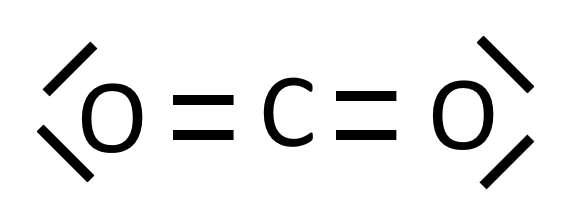 O = C = O